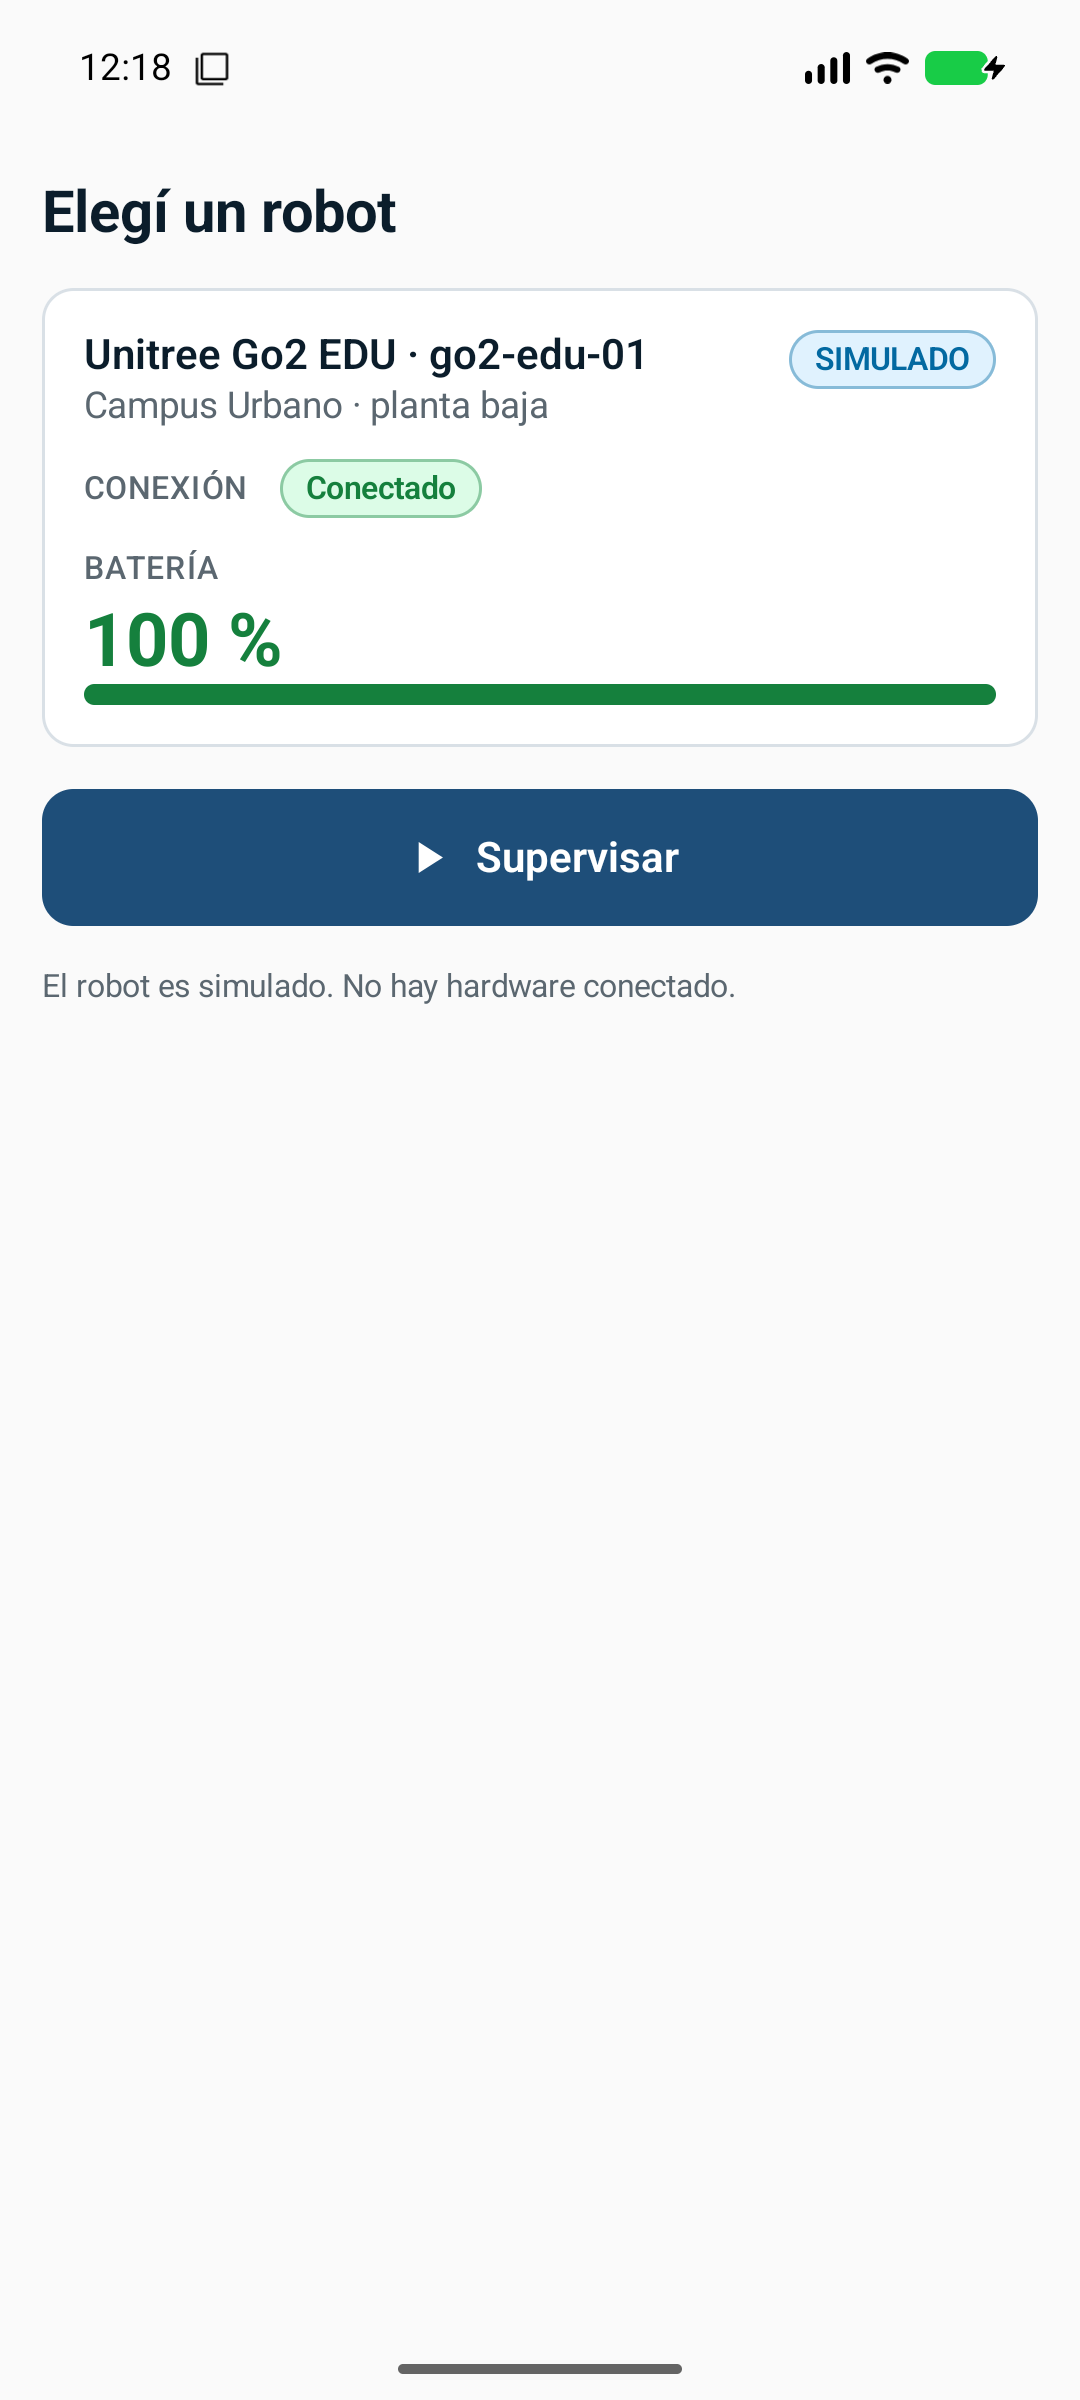 12:18
Elegí un robot
Unitree Go2 EDU · go2-edu-01
SIMULADO
Campus Urbano · planta baja
CONEXIÓN Conectado
BATERÍA
100 %
Supervisar
El robot es simulado. No hay hardware conectado.